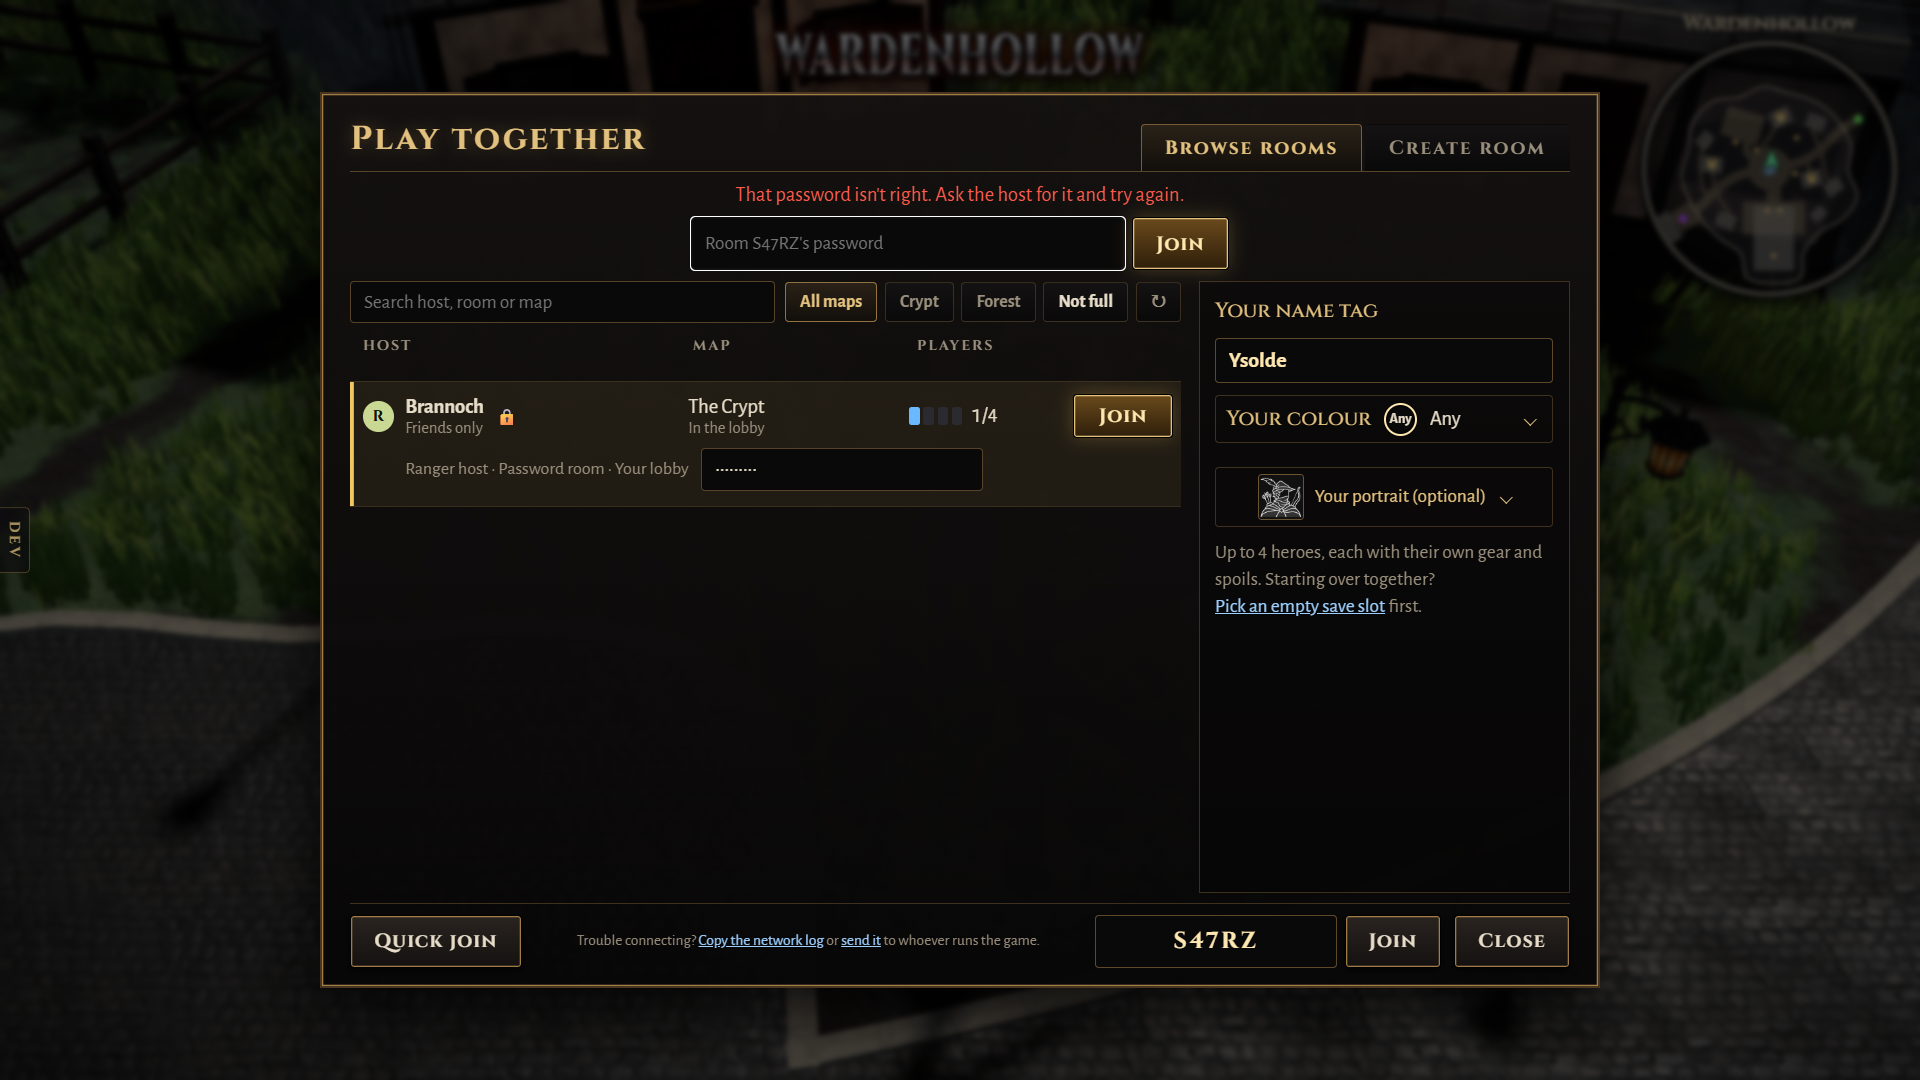 WARDENHOLLOW
WARDENHOLLOW
PLAY TOGETHER
BROWSE ROOMS
CREATE ROOM
That password isn't right. Ask the host for it and try again.
Room S47RZ's password
JOIN
Search host, room or map
All maps
Crypt
Forest
Not full
↻
HOST
MAP
PLAYERS
R
Brannoch
Friends only
The Crypt
In the lobby
1/4
JOIN
Ranger host · Password room · Your lobby
·········
YOUR NAME TAG
Ysolde
YOUR COLOUR
Any
Any
Your portrait (optional)
Up to 4 heroes, each with their own gear and
spoils. Starting over together?
Pick an empty save slot first.
DEV
QUICK JOIN
Trouble connecting? Copy the network log or send it to whoever runs the game.
S47RZ
JOIN
CLOSE